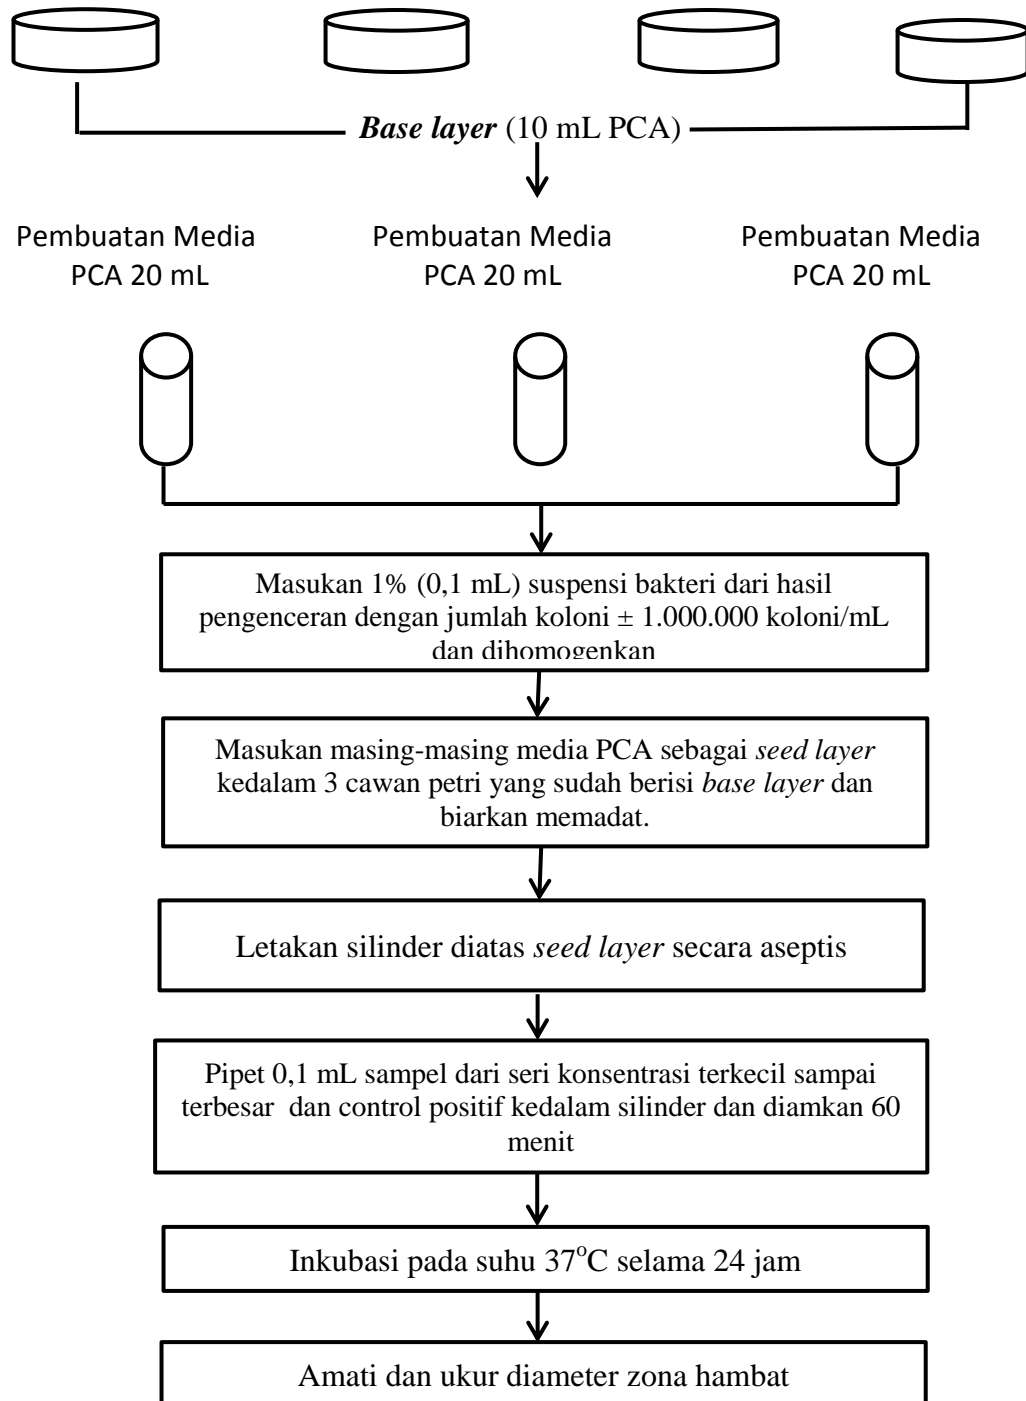 Base layer (10 mL PCA)
Pembuatan Media
PCA 20 mL
Pembuatan Media
PCA 20 mL
Pembuatan Media
PCA 20 mL
Masukan 1% (0,1 mL) suspensi bakteri dari hasil
pengenceran dengan jumlah koloni ± 1.000.000 koloni/mL
dan dihomogenkan
Masukan masing-masing media PCA sebagai seed layer
kedalam 3 cawan petri yang sudah berisi base layer dan
biarkan memadat.
Letakan silinder diatas seed layer secara aseptis
Pipet 0,1 mL sampel dari seri konsentrasi terkecil sampai
terbesar dan control positif kedalam silinder dan diamkan 60
menit
Inkubasi pada suhu 37°C selama 24 jam
Amati dan ukur diameter zona hambat